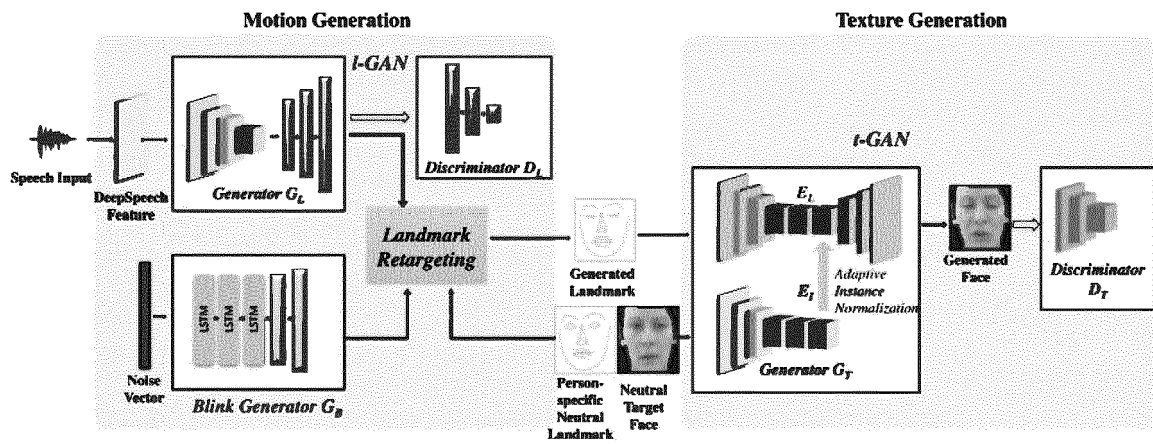 Motion Generation
Texture Generation
l-GAN
Speech Input
DeepSpeech
Feature
Generator G_L
Discriminator D_L
Landmark
Retargeting
LSTM
LSTM
LSTM
Noise
Vector
Blink Generator G_B
Generated
Landmark
Person-
specific
Neutral
Landmark
Neutral
Target
Face
t-GAN
E_L
E_I
Adaptive
Instance
Normalization
Generator G_T
Generated
Face
Discriminator
D_T